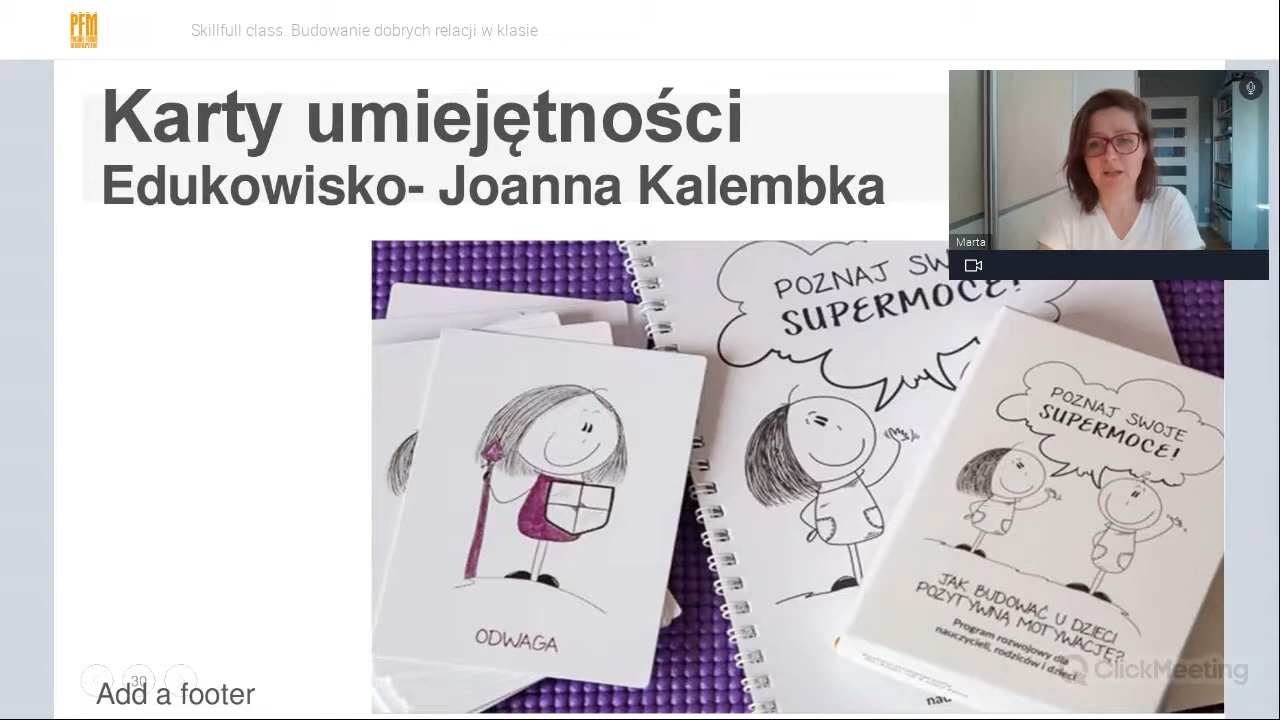 PFM
Skillfull class. Budowanie dobrych relacji w klasie
Karty umiejętności
Edukowisko- Joanna Kalembka
Marta
POZNAJ
SUPERMOCE!
POZNAJ SWOJE
SUPERMOCE!
JAK BUDOWAĆ U DZIECI
POZYTYWNĄ MOTYWACJĘ?
Program rozwojowy dla
nauczycieli, rodziców i dzieci
ODWAGA
ClickMeeting
30
Add a footer